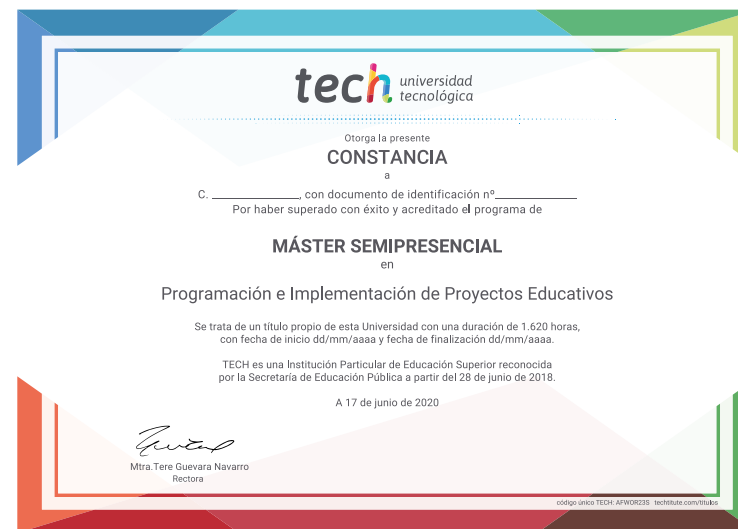 tech universidad
tecnológica
Otorga la presente
CONSTANCIA
a
C. ____________, con documento de identificación nº____________
Por haber superado con éxito y acreditado el programa de
MÁSTER SEMIPRESENCIAL
en
Programación e Implementación de Proyectos Educativos
Se trata de un título propio de esta Universidad con una duración de 1.620 horas,
con fecha de inicio dd/mm/aaaa y fecha de finalización dd/mm/aaaa.
TECH es una Institución Particular de Educación Superior reconocida
por la Secretaría de Educación Pública a partir del 28 de junio de 2018.
A 17 de junio de 2020
Mtra.Tere Guevara Navarro
Rectora
código único TECH: AFWOR23S techtitute.com/titulos